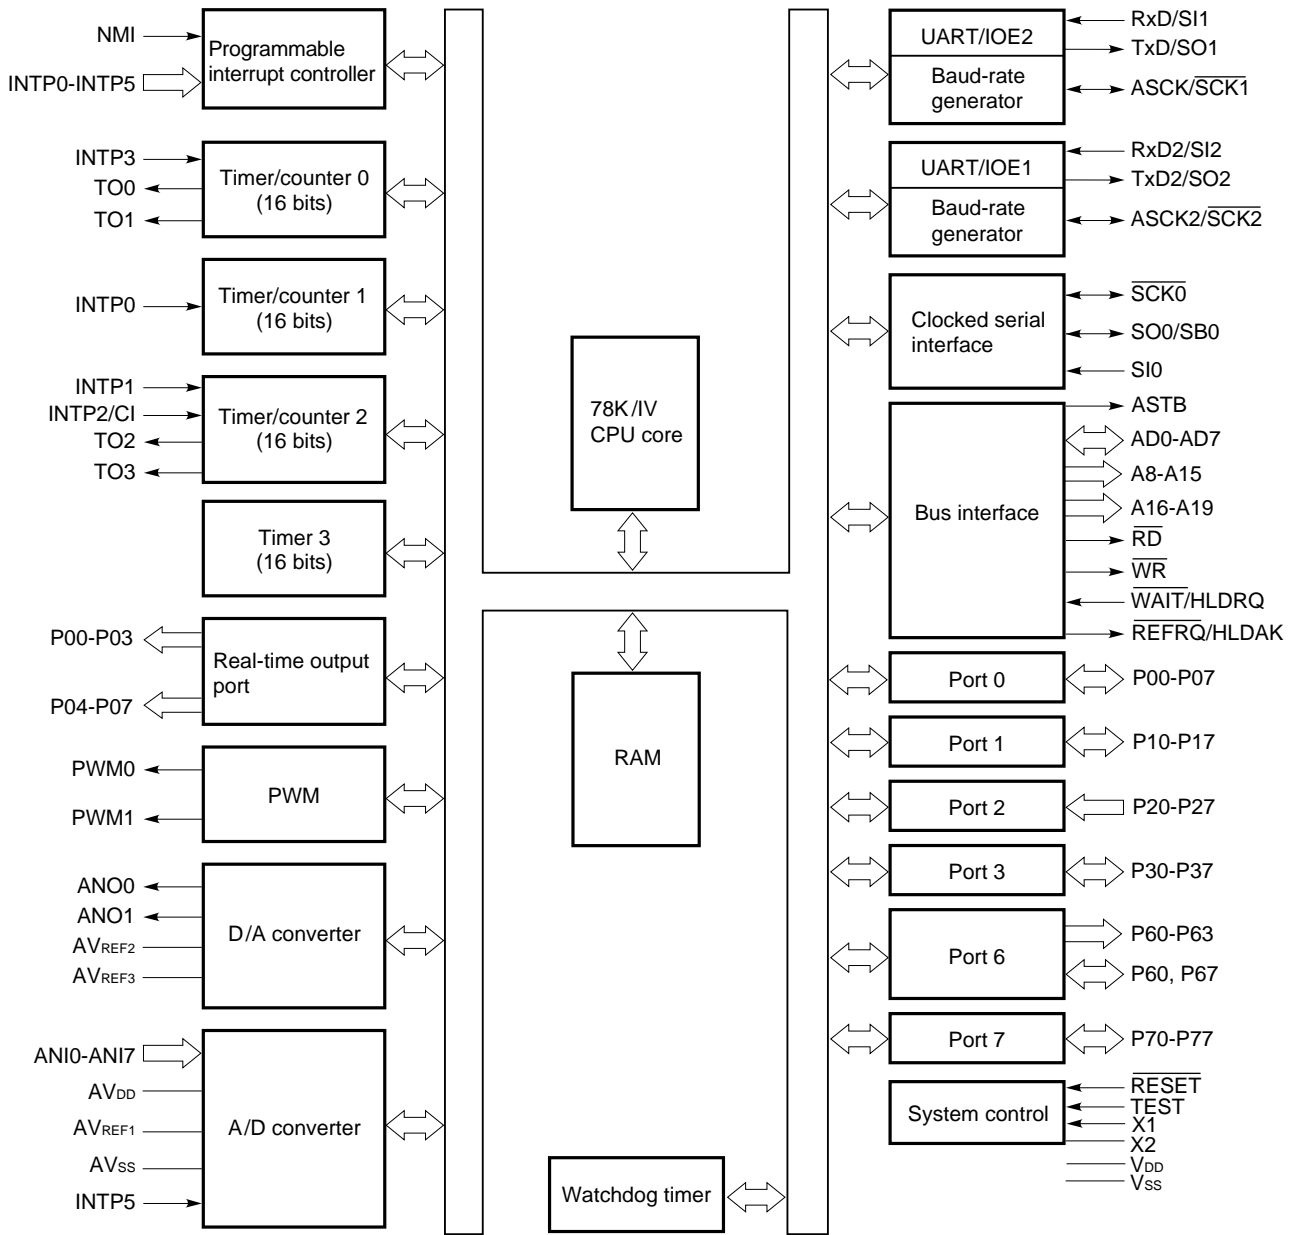 NMI
INTP0-INTP5
Programmable
interrupt controller
INTP3
TO0
TO1
Timer/counter 0
(16 bits)
INTP0
Timer/counter 1
(16 bits)
INTP1
INTP2/CI
TO2
TO3
Timer/counter 2
(16 bits)
Timer 3
(16 bits)
P00-P03
P04-P07
Real-time output
port
PWM0
PWM1
PWM
ANO0
ANO1
AVREF2
AVREF3
D/A converter
ANI0-ANI7
AVDD
AVREF1
AVSS
INTP5
A/D converter
78K/IV
CPU core
RAM
Watchdog timer
UART/IOE2
Baud-rate
generator
RxD/SI1
TxD/SO1
ASCK/SCK1
UART/IOE1
Baud-rate
generator
RxD2/SI2
TxD2/SO2
ASCK2/SCK2
Clocked serial
interface
SCK0
SO0/SB0
SI0
Bus interface
ASTB
AD0-AD7
A8-A15
A16-A19
RD
WR
WAIT/HLDRQ
REFRQ/HLDAK
Port 0
P00-P07
Port 1
P10-P17
Port 2
P20-P27
Port 3
P30-P37
Port 6
P60-P63
P60, P67
Port 7
P70-P77
System control
RESET
TEST
X1
X2
VDD
VSS